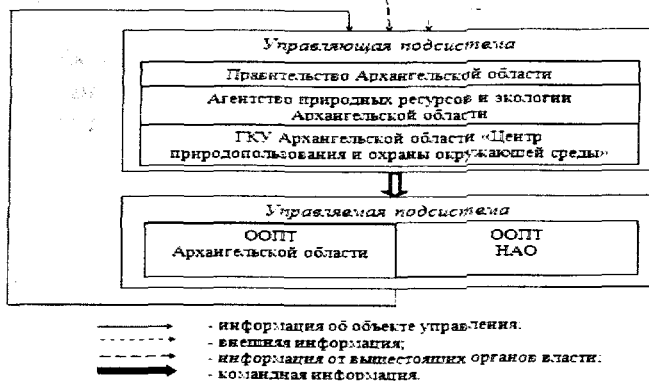 Управляющая подсистема
Правительство Архангельской области
Агентство природных ресурсов и экологии
Архангельской области
ГКУ Архангельской области «Центр
природопользования и охраны окружающей среды»
Управляемая подсистема
ООПТ
Архангельской области
ООПТ
НАО
- информация об объекте управления;
- внешняя информация;
- информация от вышестоящих органов власти;
- командная информация.